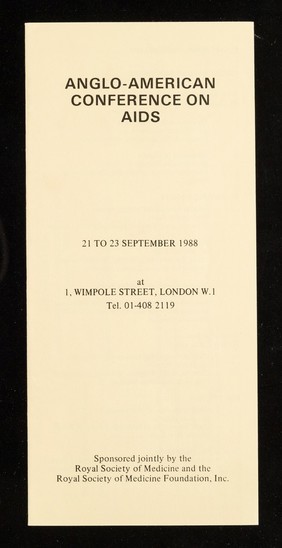 ANGLO-AMERICAN
CONFERENCE ON
AIDS
21 TO 23 SEPTEMBER 1988
at
1, WIMPOLE STREET, LONDON W.1
Tel. 01-408 2119
Sponsored jointly by the
Royal Society of Medicine and the
Royal Society of Medicine Foundation, Inc.